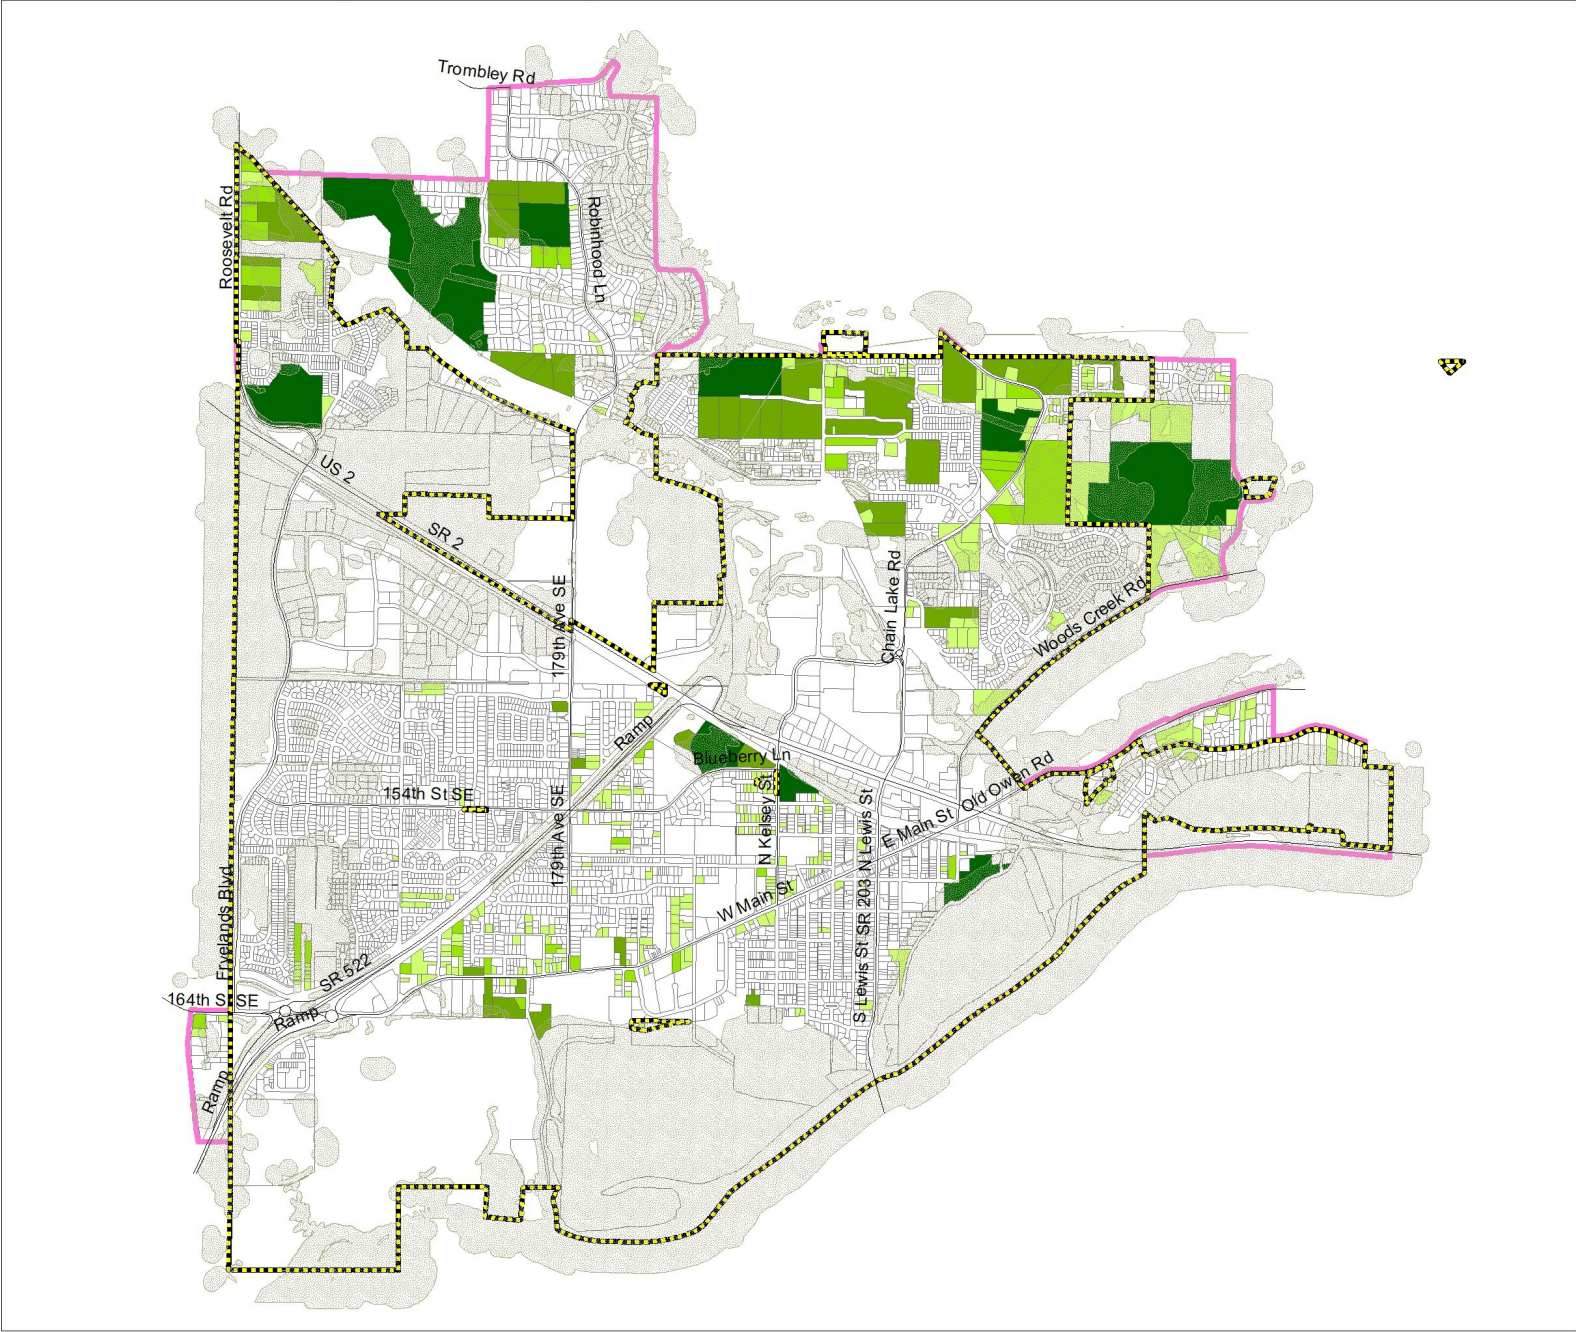 Trombley Rd
Roosevelt Rd
Robinhood Ln
US 2
SR 2
179th Ave SE
Chain Lake Rd
Woods Creek Rd
Ramp
Blueberry Ln
154th St SE
179th Ave SE
N Kelsey St
Old Owen Rd
E Main St
N Lewis St
W Main St
SR 203
Fryelands Blvd
SR 522
S Lewis St
164th St SE
Ramp
Ramp